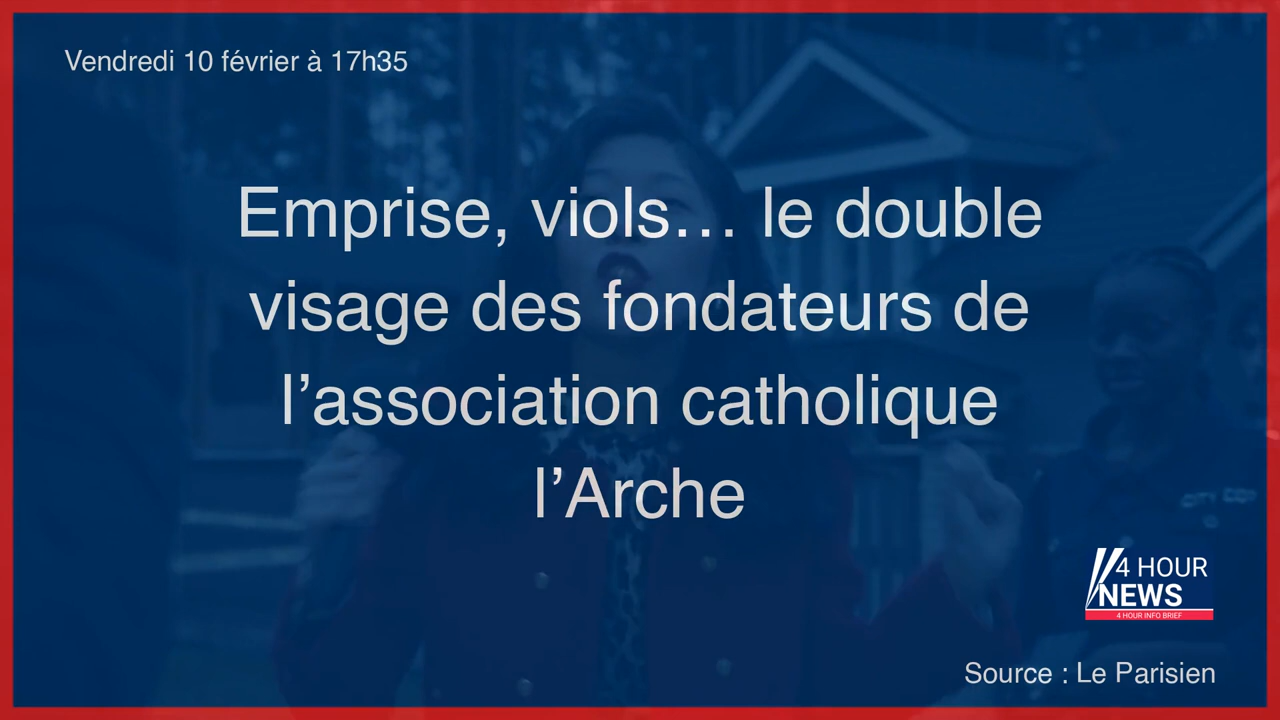 Vendredi 10 février à 17h35
Emprise, viols… le double
visage des fondateurs de
l’association catholique
l’Arche
4 HOUR
NEWS
4 HOUR INFO BRIEF
Source : Le Parisien